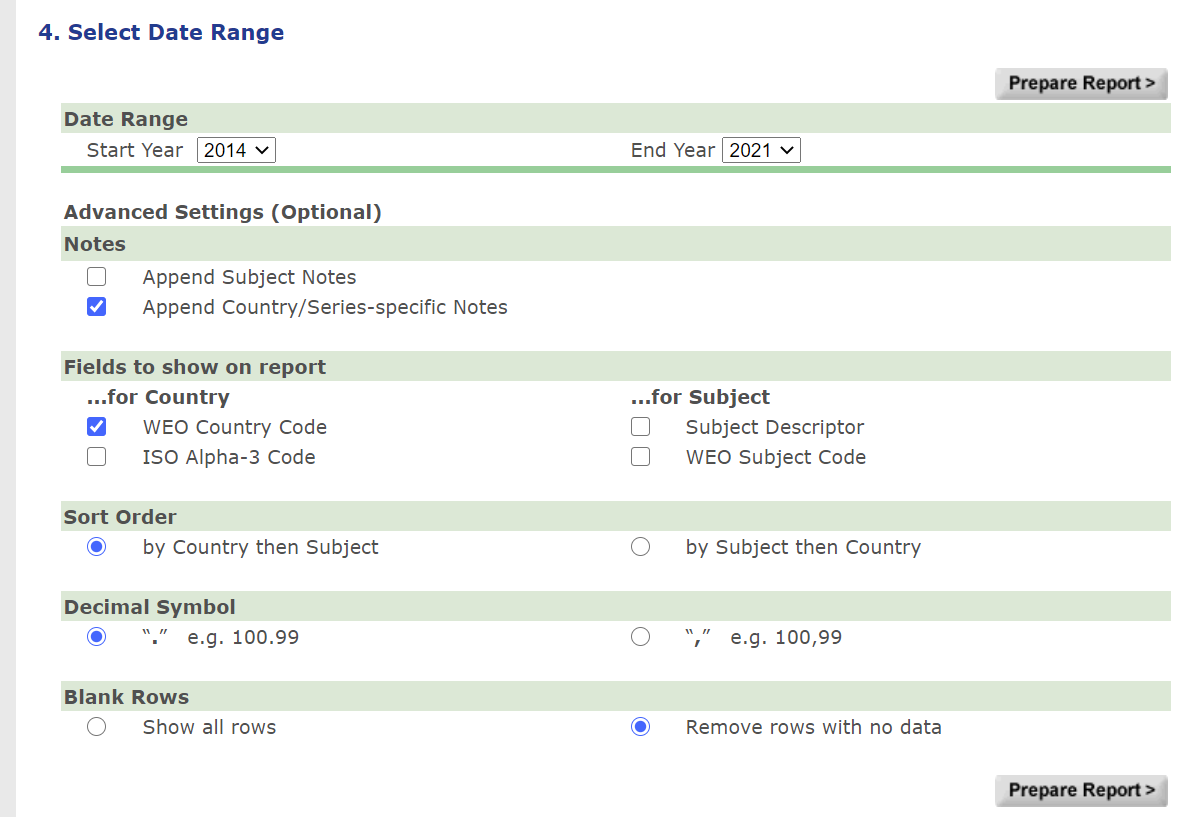 4. Select Date Range
Prepare Report >
Date Range
Start Year 2014 End Year 2021
Advanced Settings (Optional)
Notes
Append Subject Notes
Append Country/Series-specific Notes
Fields to show on report
...for Country ...for Subject
WEO Country Code Subject Descriptor
ISO Alpha-3 Code WEO Subject Code
Sort Order
by Country then Subject by Subject then Country
Decimal Symbol
“.” e.g. 100.99 “,” e.g. 100,99
Blank Rows
Show all rows Remove rows with no data
Prepare Report >